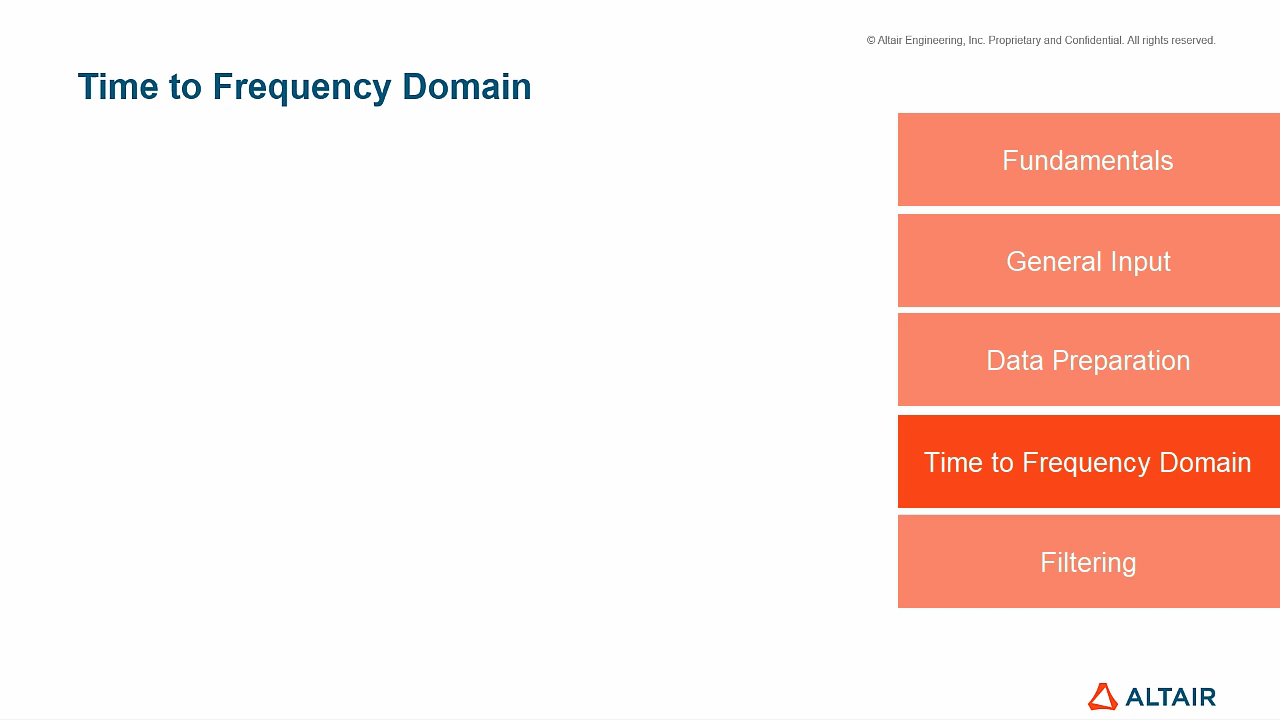 © Altair Engineering, Inc. Proprietary and Confidential. All rights reserved.
Time to Frequency Domain
Fundamentals
General Input
Data Preparation
Time to Frequency Domain
Filtering
ALTAIR